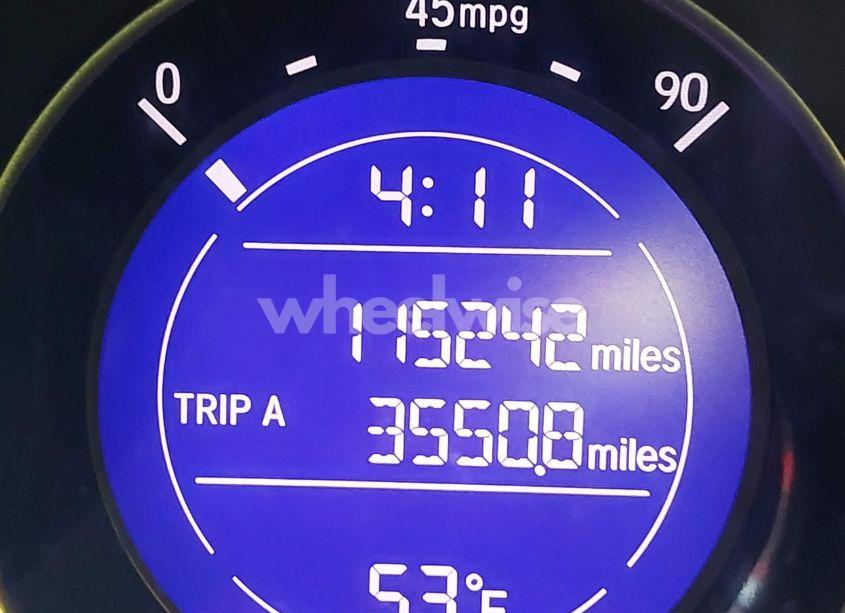 45mpg
0
90
4:11
wheelwise
115242 miles
TRIP A 3550.8 miles
53°F